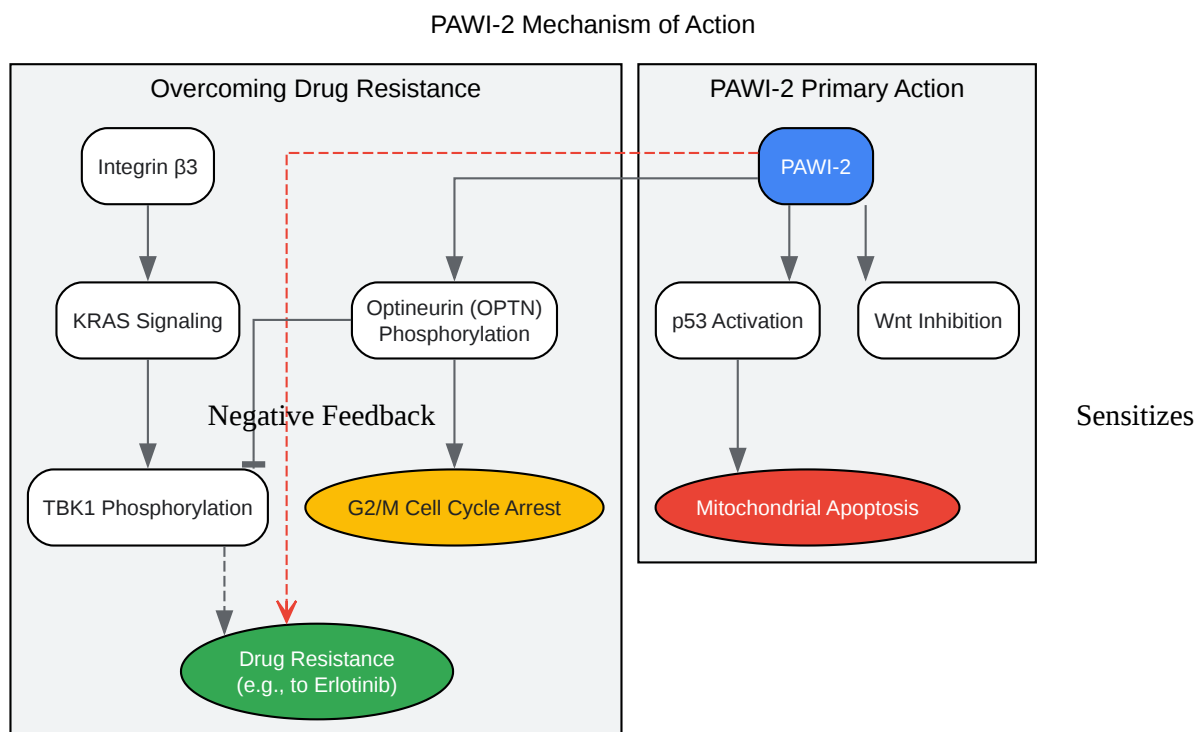 PAWI-2 Mechanism of Action
Overcoming Drug Resistance
PAWI-2 Primary Action
Integrin β3
PAWI-2
KRAS Signaling
Optineurin (OPTN)
Phosphorylation
p53 Activation
Wnt Inhibition
Negative Feedback
Sensitizes
TBK1 Phosphorylation
G2/M Cell Cycle Arrest
Mitochondrial Apoptosis
Drug Resistance
(e.g., to Erlotinib)